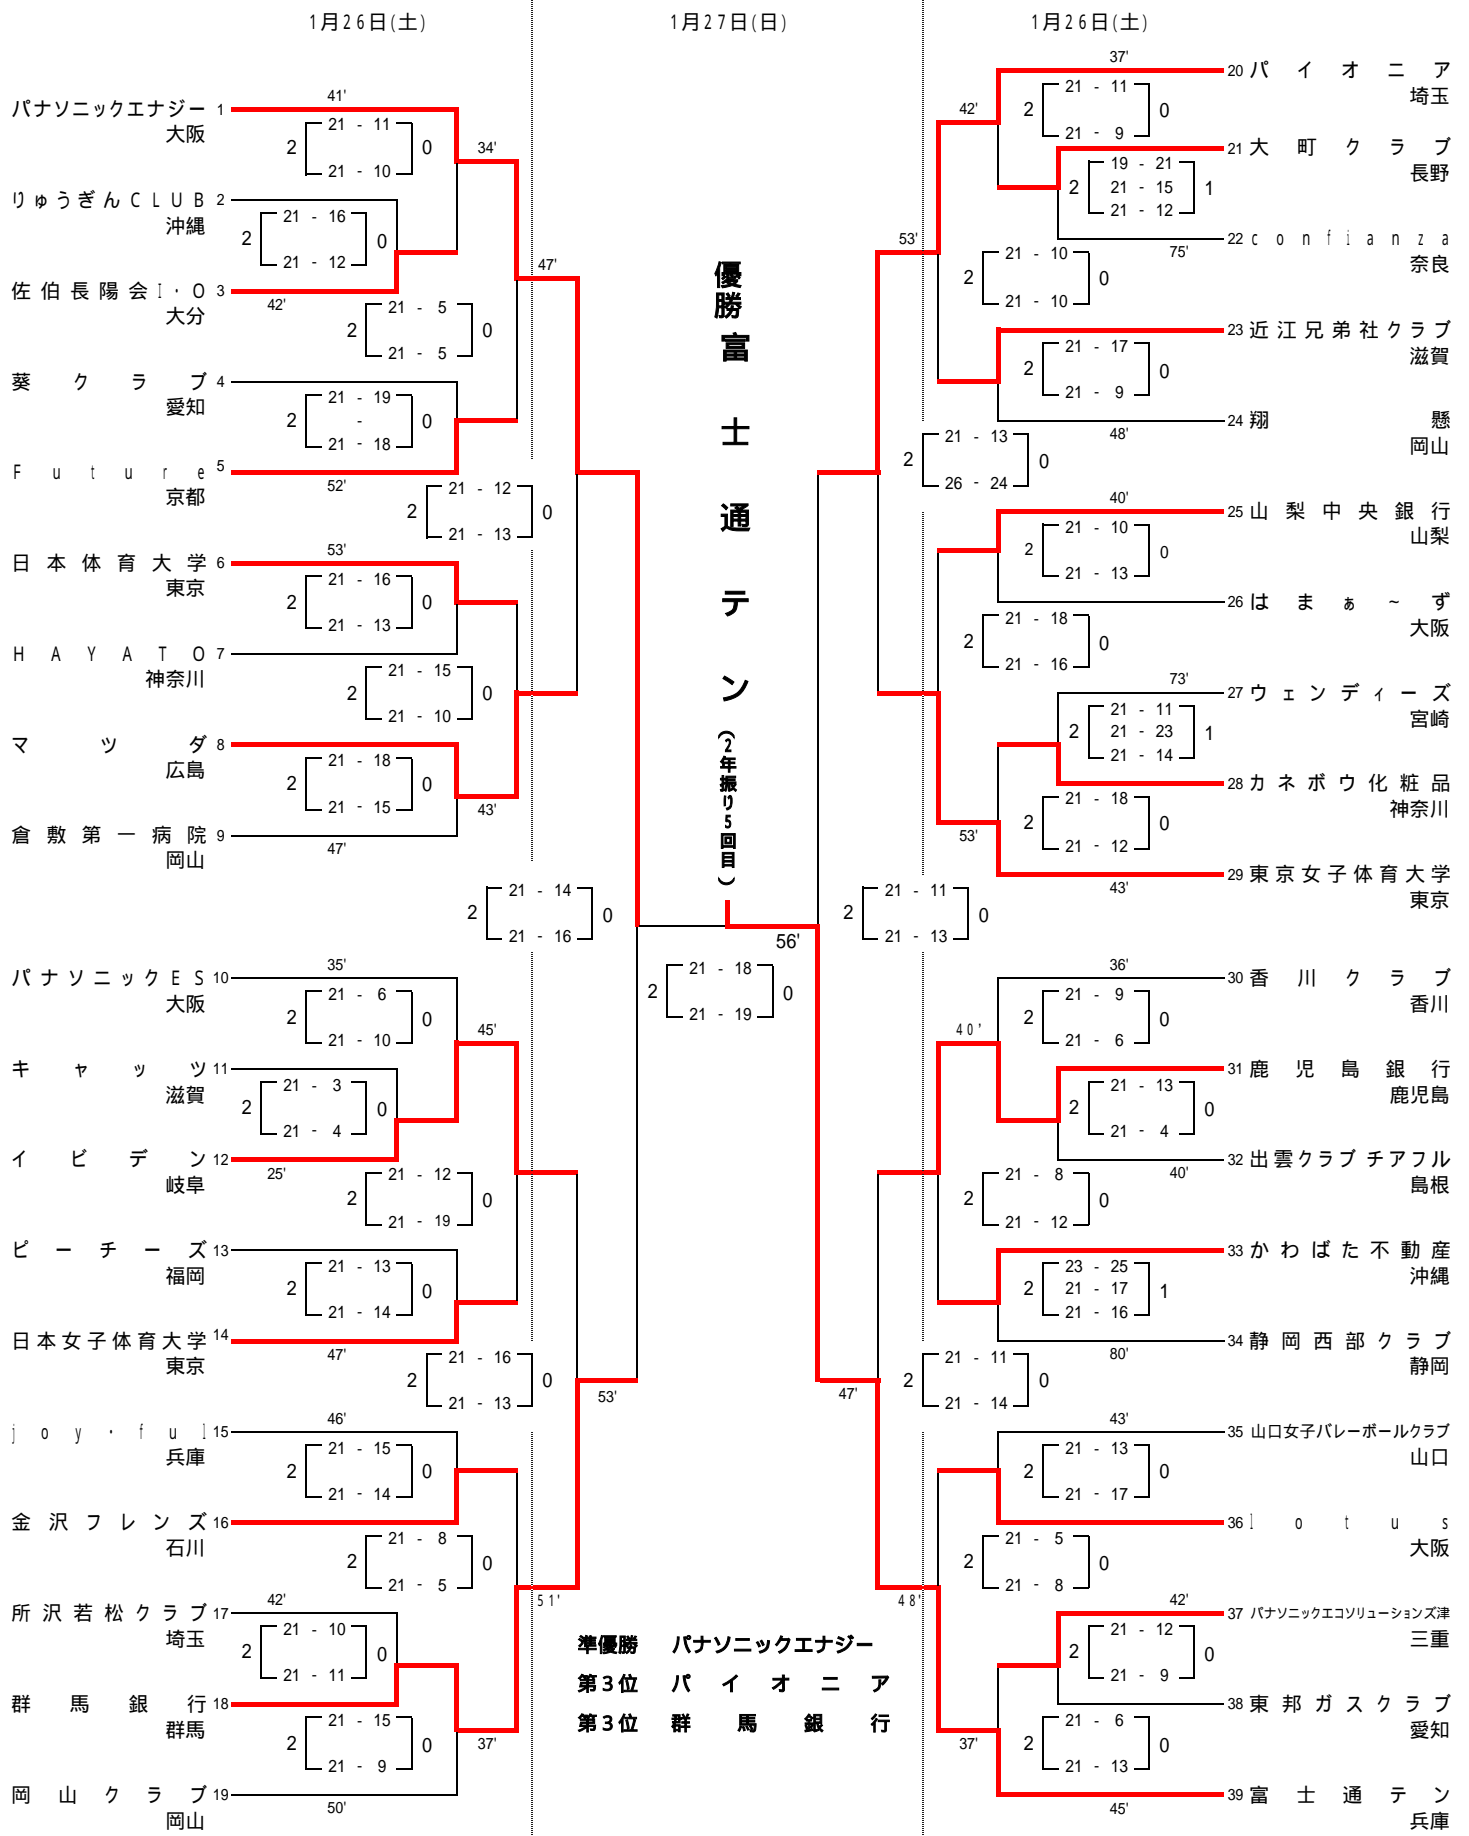 1月26日(土)
1月27日(日)
1月26日(土)
パナソニックエナジー 1
大阪
りゅうぎんCLUB 2
沖縄
佐伯長陽会I・O 3
大分
葵クラブ 4
愛知
Future 5
京都
日本体育大学 6
東京
HAYATO 7
神奈川
マツダ 8
広島
倉敷第一病院 9
岡山
パナソニックES 10
大阪
キャッツ 11
滋賀
イビデン 12
岐阜
ピーチーズ 13
福岡
日本女子体育大学 14
東京
joy・ful 15
兵庫
金沢フレンズ 16
石川
所沢若松クラブ 17
埼玉
群馬銀行 18
群馬
岡山クラブ 19
岡山
41'
21 - 11
2 0
21 - 10
34'
21 - 16
2 0
21 - 12
42'
21 - 5
2 0
21 - 5
47'
21 - 19
2 - 0
21 - 18
52'
21 - 12
2 0
21 - 13
53'
21 - 16
2 0
21 - 13
21 - 15
2 0
21 - 10
21 - 18
2 0
21 - 15
43'
47'
21 - 14
2 0
21 - 16
35'
21 - 6
2 0
21 - 10
45'
21 - 3
2 0
21 - 4
25'
21 - 12
2 0
21 - 19
21 - 13
2 0
21 - 14
47'
21 - 16
2 0
21 - 13
53'
46'
21 - 15
2 0
21 - 14
21 - 8
2 0
21 - 5
51'
42'
21 - 10
2 0
21 - 11
21 - 15
2 0
21 - 9
37'
50'
優勝
富士通テン
(2年振り5回目)
56'
21 - 18
2 0
21 - 19
準優勝 パナソニックエナジー
第3位 パイオニア
第3位 群馬銀行
37'
21 - 11
2 0
21 - 9
42'
19 - 21
2 21 - 15 1
21 - 12
75'
53'
21 - 10
2 0
21 - 10
21 - 17
2 0
21 - 9
48'
21 - 13
2 0
26 - 24
40'
21 - 10
2 0
21 - 13
21 - 18
2 0
21 - 16
73'
21 - 11
2 21 - 23 1
21 - 14
21 - 18
2 0
21 - 12
53'
43'
21 - 11
2 0
21 - 13
36'
21 - 9
2 0
21 - 6
40'
21 - 13
2 0
21 - 4
40'
21 - 8
2 0
21 - 12
23 - 25
2 21 - 17 1
21 - 16
80'
21 - 11
2 0
21 - 14
47'
43'
21 - 13
2 0
21 - 17
21 - 5
2 0
21 - 8
48'
42'
21 - 12
2 0
21 - 9
21 - 6
2 0
21 - 13
37'
45'
20 パイオニア
埼玉
21 大町クラブ
長野
22 confianza
奈良
23 近江兄弟社クラブ
滋賀
24 翔懸
岡山
25 山梨中央銀行
山梨
26 はまぁ~ず
大阪
27 ウェンディーズ
宮崎
28 カネボウ化粧品
神奈川
29 東京女子体育大学
東京
30 香川クラブ
香川
31 鹿児島銀行
鹿児島
32 出雲クラブ チアフル
島根
33 かわばた不動産
沖縄
34 静岡西部クラブ
静岡
35 山口女子バレーボールクラブ
山口
36 lotus
大阪
37 パナソニックエコソリューションズ津
三重
38 東邦ガスクラブ
愛知
39 富士通テン
兵庫